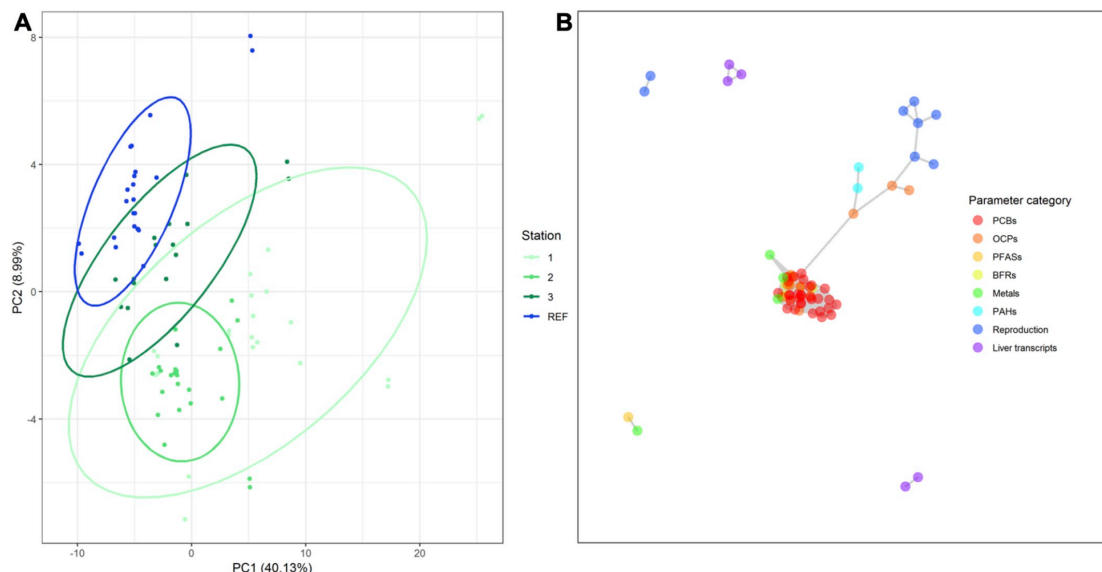 A
8
4
0
-4
-10
0
10
20
PC1 (40.13%)
PC2 (8.99%)
Station
1
2
3
REF
B
Parameter category
PCBs
OCPs
PFASs
BFRs
Metals
PAHs
Reproduction
Liver transcripts